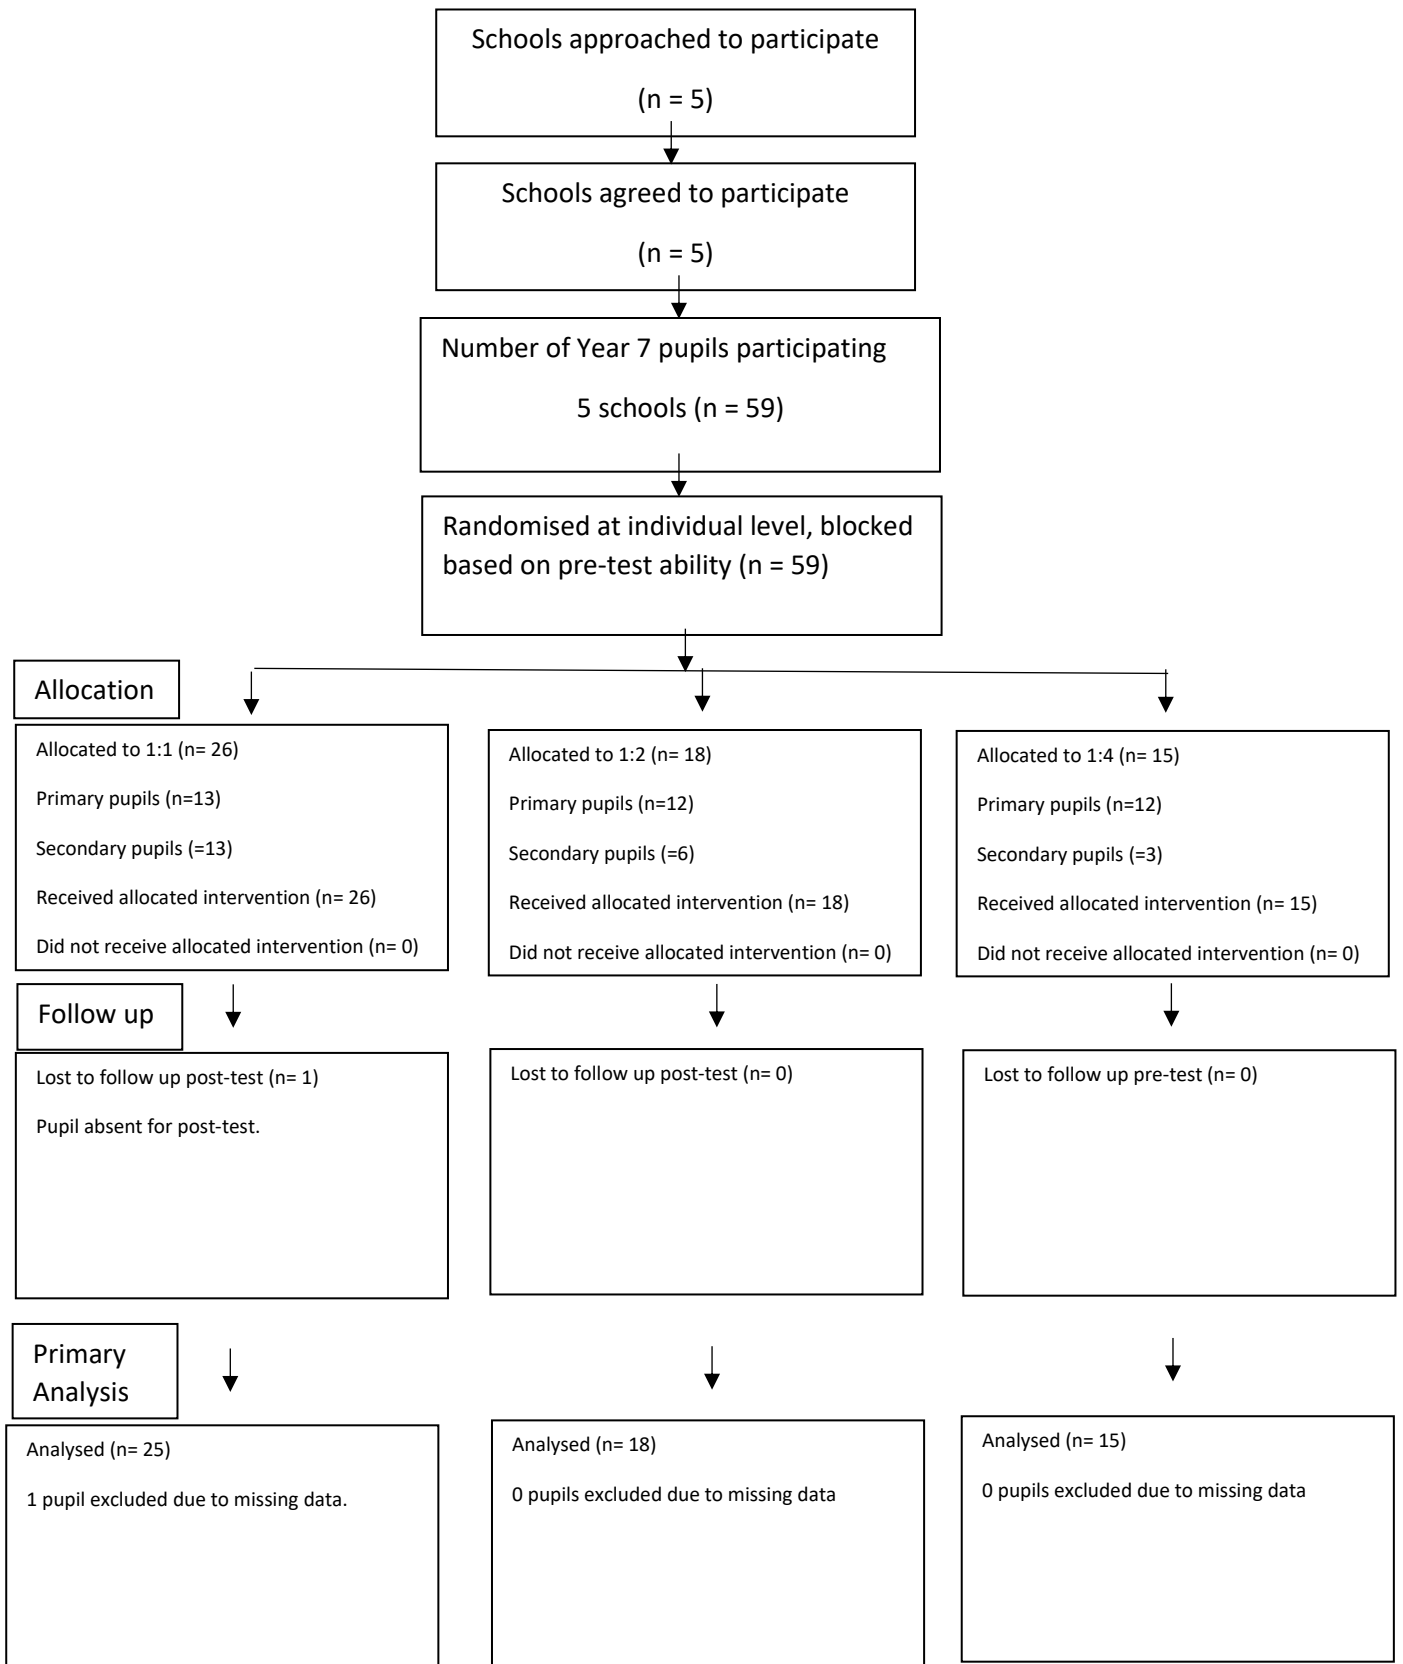 Schools approached to participate
(n = 5)
Schools agreed to participate
(n = 5)
Number of Year 7 pupils participating
5 schools (n = 59)
Randomised at individual level, blocked
based on pre-test ability (n = 59)
Allocation
Allocated to 1:1 (n= 26)
Primary pupils (n=13)
Secondary pupils (=13)
Received allocated intervention (n= 26)
Did not receive allocated intervention (n= 0)
Allocated to 1:2 (n= 18)
Primary pupils (n=12)
Secondary pupils (=6)
Received allocated intervention (n= 18)
Did not receive allocated intervention (n= 0)
Allocated to 1:4 (n= 15)
Primary pupils (n=12)
Secondary pupils (=3)
Received allocated intervention (n= 15)
Did not receive allocated intervention (n= 0)
Follow up
Lost to follow up post-test (n= 1)
Pupil absent for post-test.
Lost to follow up post-test (n= 0)
Lost to follow up pre-test (n= 0)
Primary
Analysis
Analysed (n= 25)
1 pupil excluded due to missing data.
Analysed (n= 18)
0 pupils excluded due to missing data
Analysed (n= 15)
0 pupils excluded due to missing data